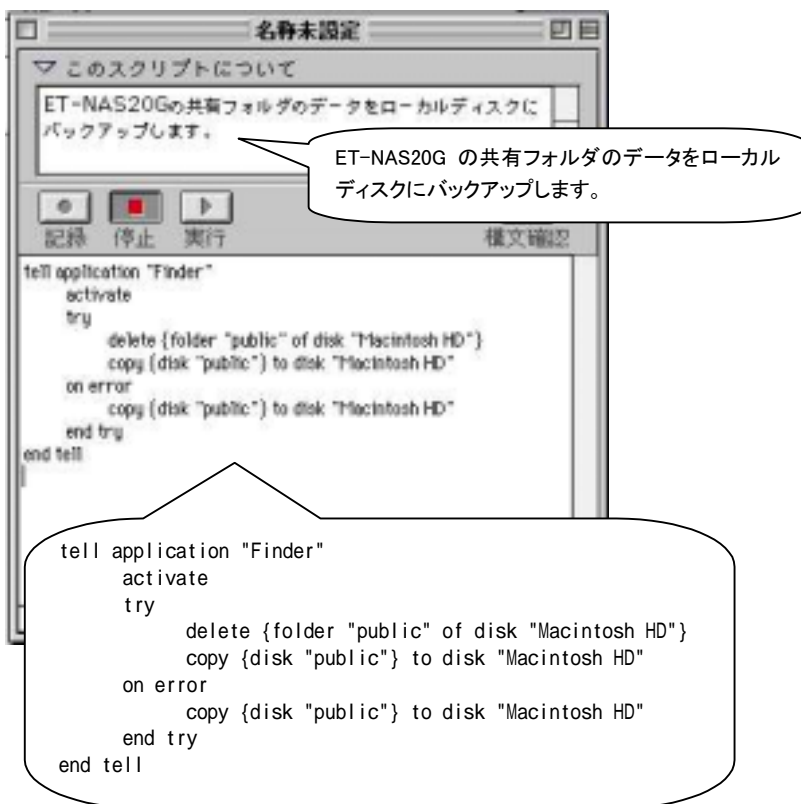 名称未設定
このスクリプトについて
ET-NAS20Gの共有フォルダのデータをローカルディスクに
バックアップします。
ET-NAS20G の共有フォルダのデータをローカル
ディスクにバックアップします。
記録 停止 実行 構文確認
tell application "Finder"
activate
try
delete {folder "public" of disk "Macintosh HD"}
copy {disk "public"} to disk "Macintosh HD"
on error
copy {disk "public"} to disk "Macintosh HD"
end try
end tell
tell application "Finder"
activate
try
delete {folder "public" of disk "Macintosh HD"}
copy {disk "public"} to disk "Macintosh HD"
on error
copy {disk "public"} to disk "Macintosh HD"
end try
end tell